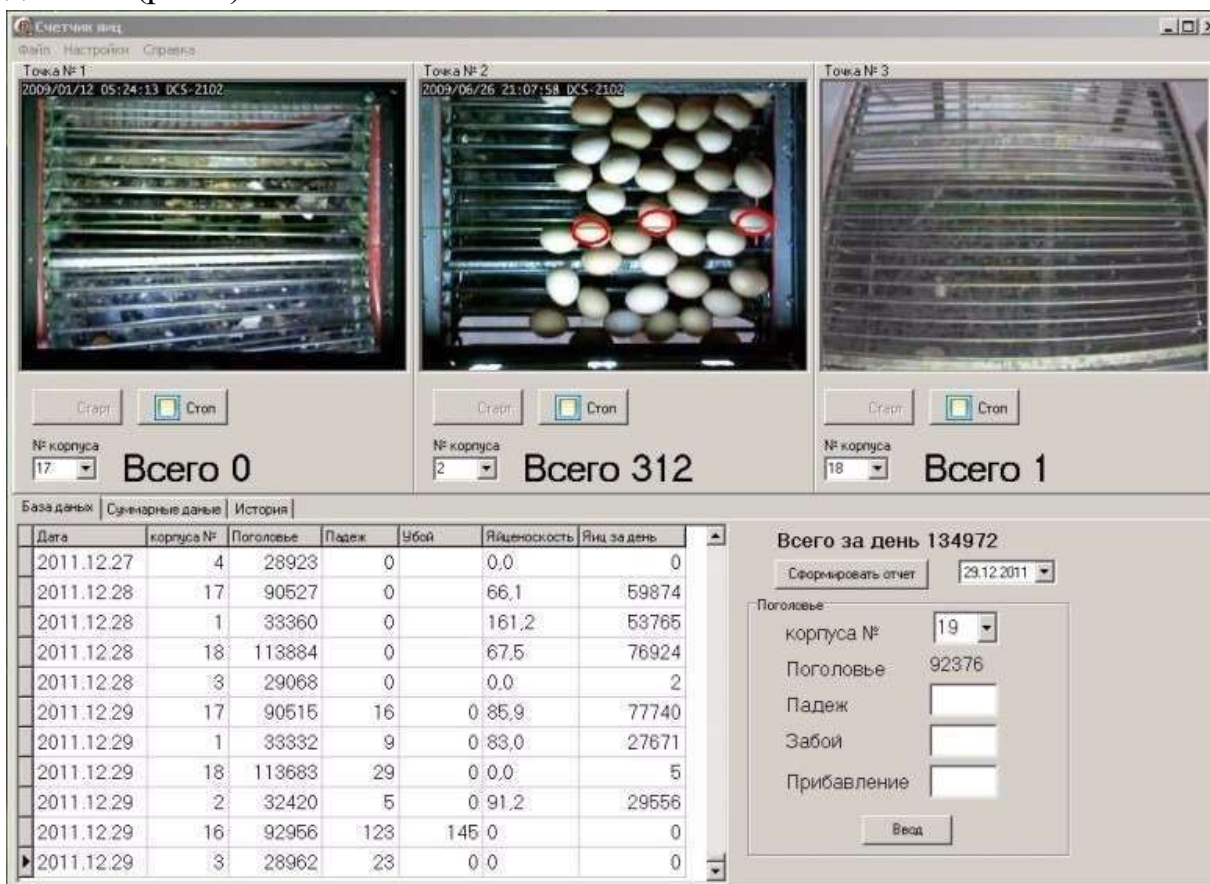 Счетчик яиц
Файл Настройки Справка
Точка № 1 Точка № 2 Точка № 3
2009/01/12 05:24:13 DCS-2102 2009/06/26 21:07:58 DCS-2102
Старт Стоп Старт Стоп Старт Стоп
№ корпуса № корпуса № корпуса
17 Всего 0 2 Всего 312 18 Всего 1
База даных Суммарные даные История
Дата корпуса № Поголовье Падеж Убой Яйценоскость Яиц за день
2011.12.27 4 28923 0 0,0 0
2011.12.28 17 90527 0 66,1 59874
2011.12.28 1 33360 0 161,2 53765
2011.12.28 18 113884 0 67,5 76924
2011.12.28 3 29068 0 0,0 2
2011.12.29 17 90515 16 0 85,9 77740
2011.12.29 1 33332 9 0 83,0 27671
2011.12.29 18 113683 29 0 0,0 5
2011.12.29 2 32420 5 0 91,2 29556
2011.12.29 16 92956 123 145 0 0
2011.12.29 3 28962 23 0 0 0
Всего за день 134972
Сформировать отчет 29.12.2011
Поголовье
корпуса № 19
Поголовье 92376
Падеж
Забой
Прибавление
Ввод